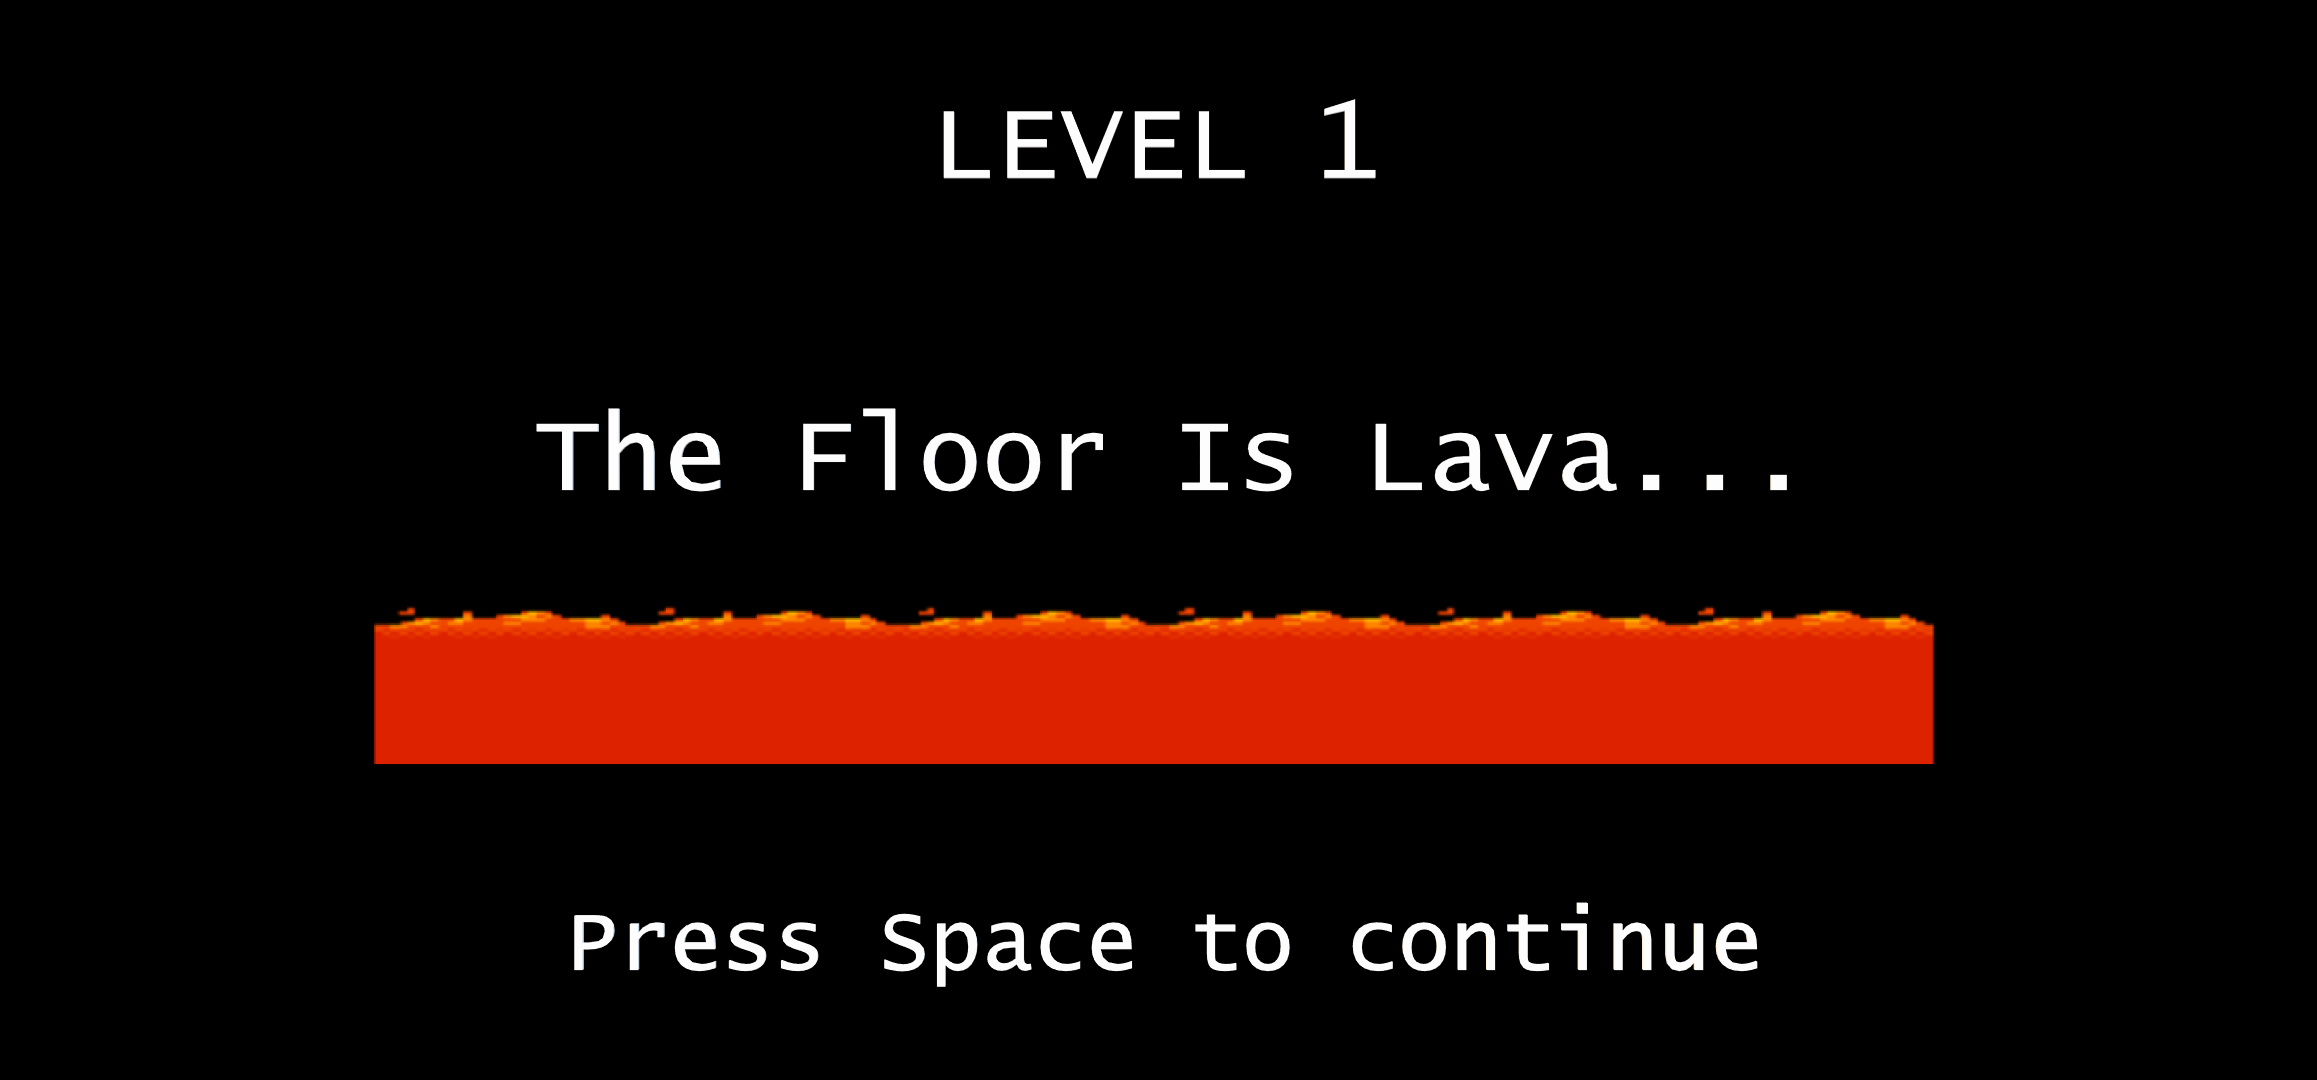 LEVEL 1
The Floor Is Lava...
Press Space to continue